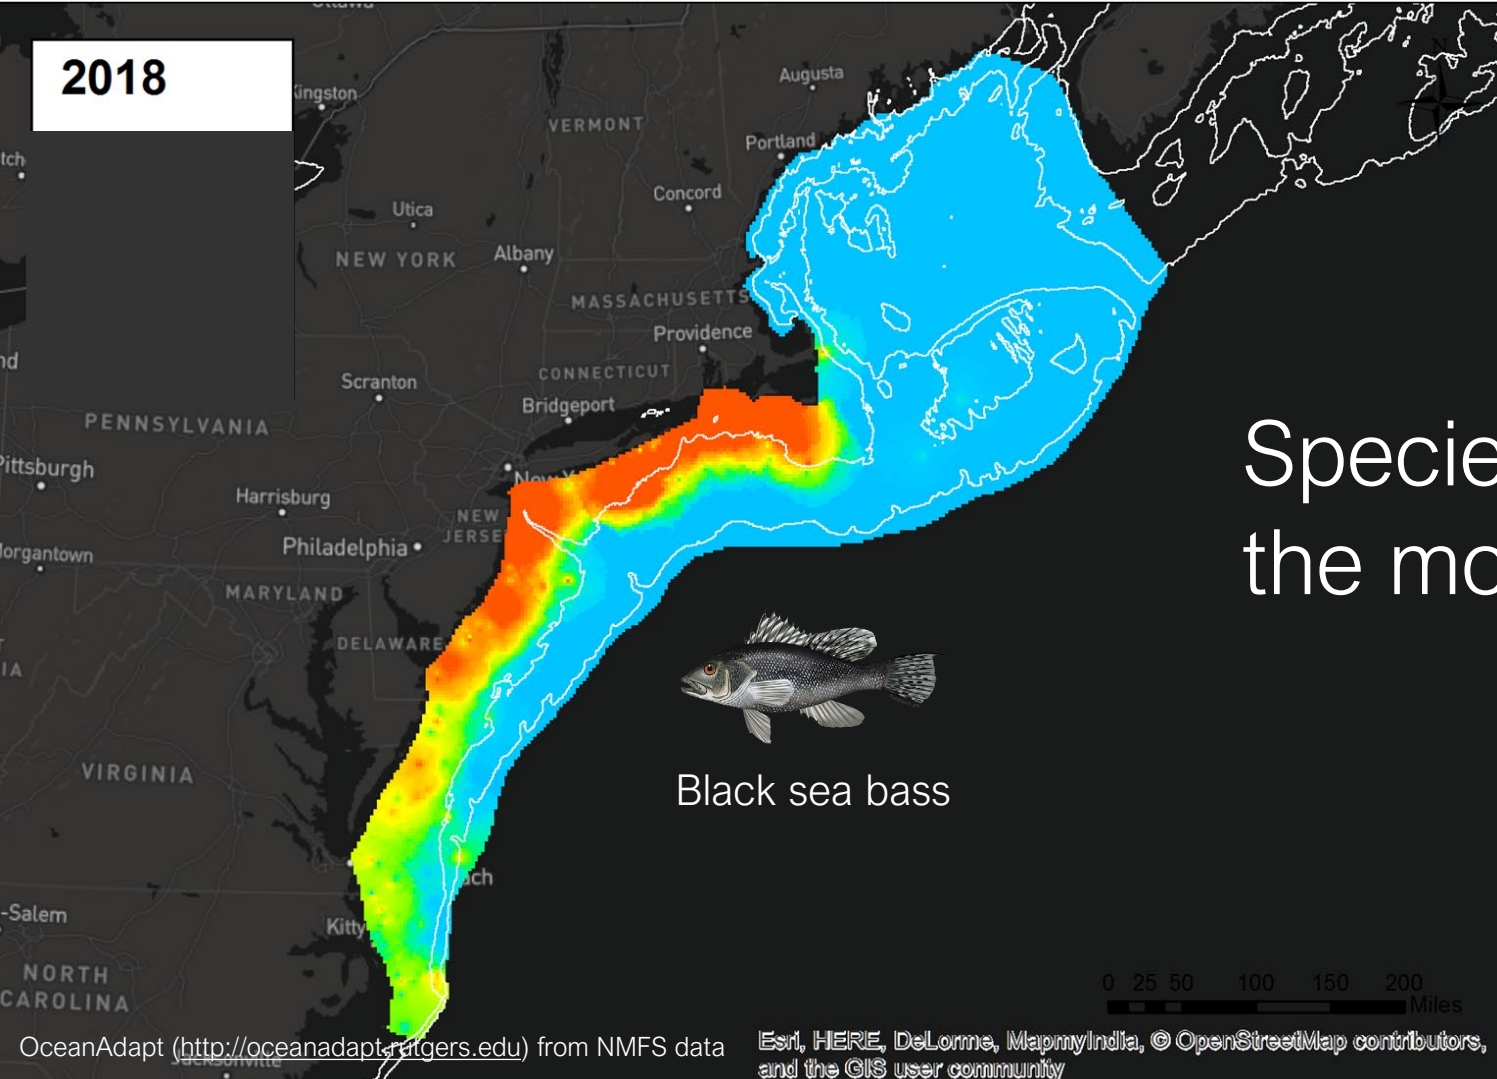 2018
Kingston
Augusta
VERMONT
Portland
Concord
Utica
NEW YORK
Albany
MASSACHUSETTS
Providence
CONNECTICUT
Scranton
Bridgeport
PENNSYLVANIA
Pittsburgh
Harrisburg
NEW
JERSE
Philadelphia
Morgantown
MARYLAND
DELAWARE
VIRGINIA
Specie
the mo
Black sea bass
ach
-Salem
Kitty
NORTH
CAROLINA
N
0 25 50 100 150 200
Miles
OceanAdapt (http://oceanadapt.rutgers.edu) from NMFS data
Jacksonville
Esri, HERE, DeLorme, MapmyIndia, © OpenStreetMap contributors,
and the GIS user community